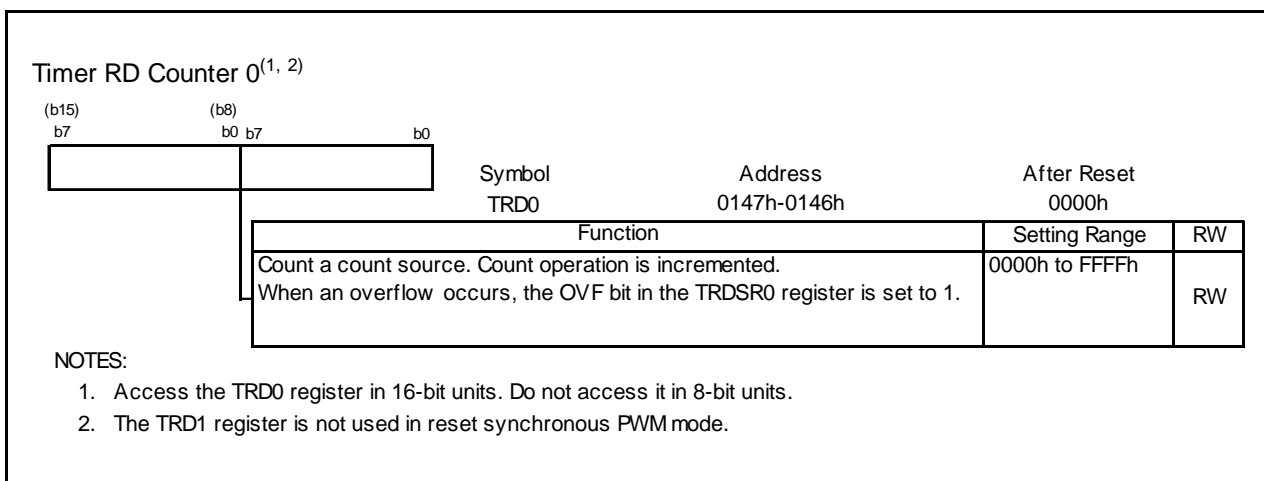 Timer RD Counter 0(1, 2)
(b15) (b8)
b7 b0 b7 b0
Symbol Address After Reset
TRD0 0147h-0146h 0000h
Function Setting Range RW
Count a count source. Count operation is incremented. 0000h to FFFFh
When an overflow occurs, the OVF bit in the TRDSR0 register is set to 1. RW
NOTES:
1. Access the TRD0 register in 16-bit units. Do not access it in 8-bit units.
2. The TRD1 register is not used in reset synchronous PWM mode.